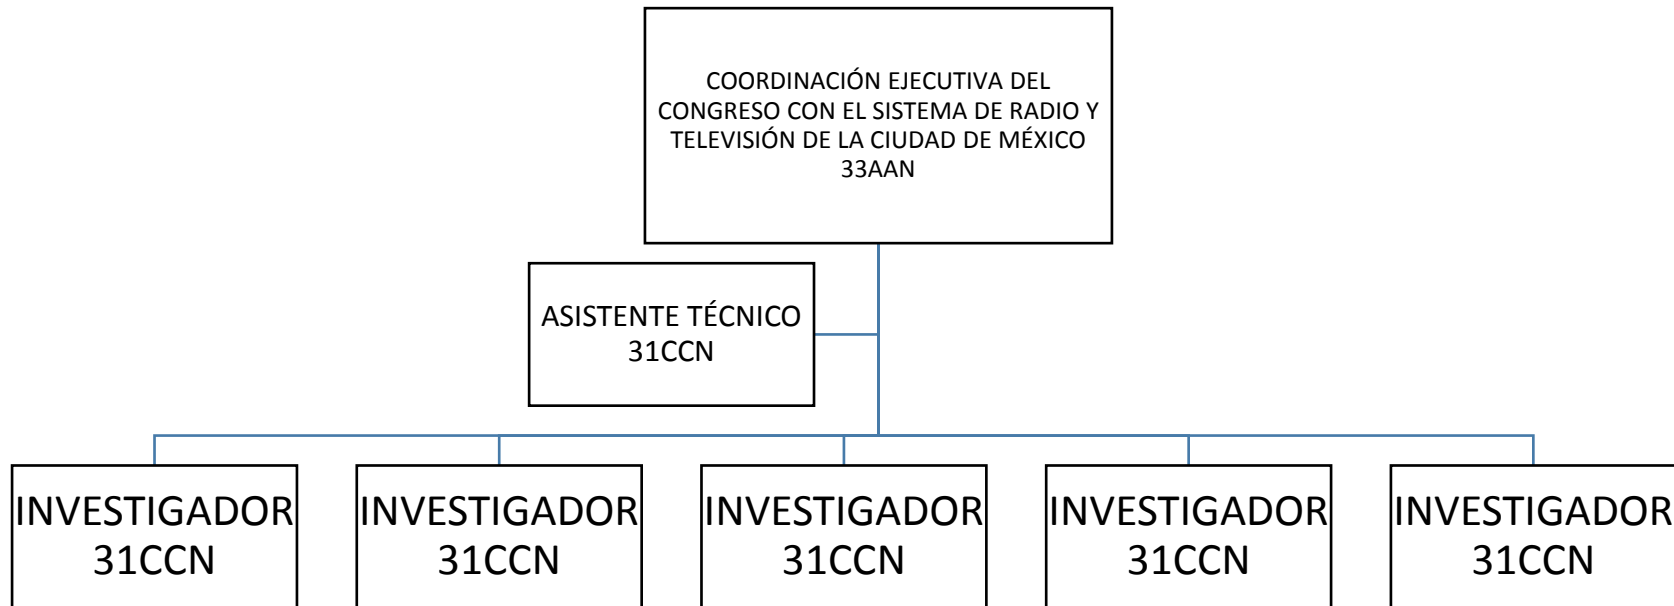 COORDINACIÓN EJECUTIVA DEL
CONGRESO CON EL SISTEMA DE RADIO Y
TELEVISIÓN DE LA CIUDAD DE MÉXICO
33AAN
ASISTENTE TÉCNICO
31CCN
INVESTIGADOR
31CCN
INVESTIGADOR
31CCN
INVESTIGADOR
31CCN
INVESTIGADOR
31CCN
INVESTIGADOR
31CCN